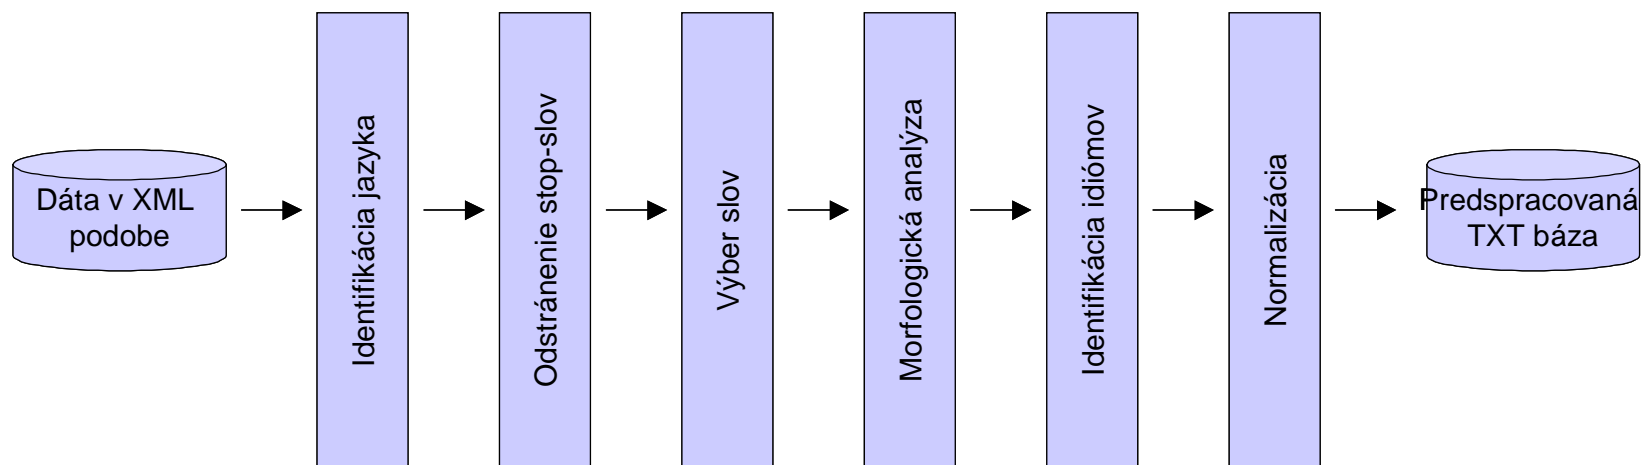 Dáta v XML
podobe
Identifikácia jazyka
Odstránenie stop-slov
Výber slov
Morfologická analýza
Identifikácia idiómov
Normalizácia
Predspracovaná
TXT báza